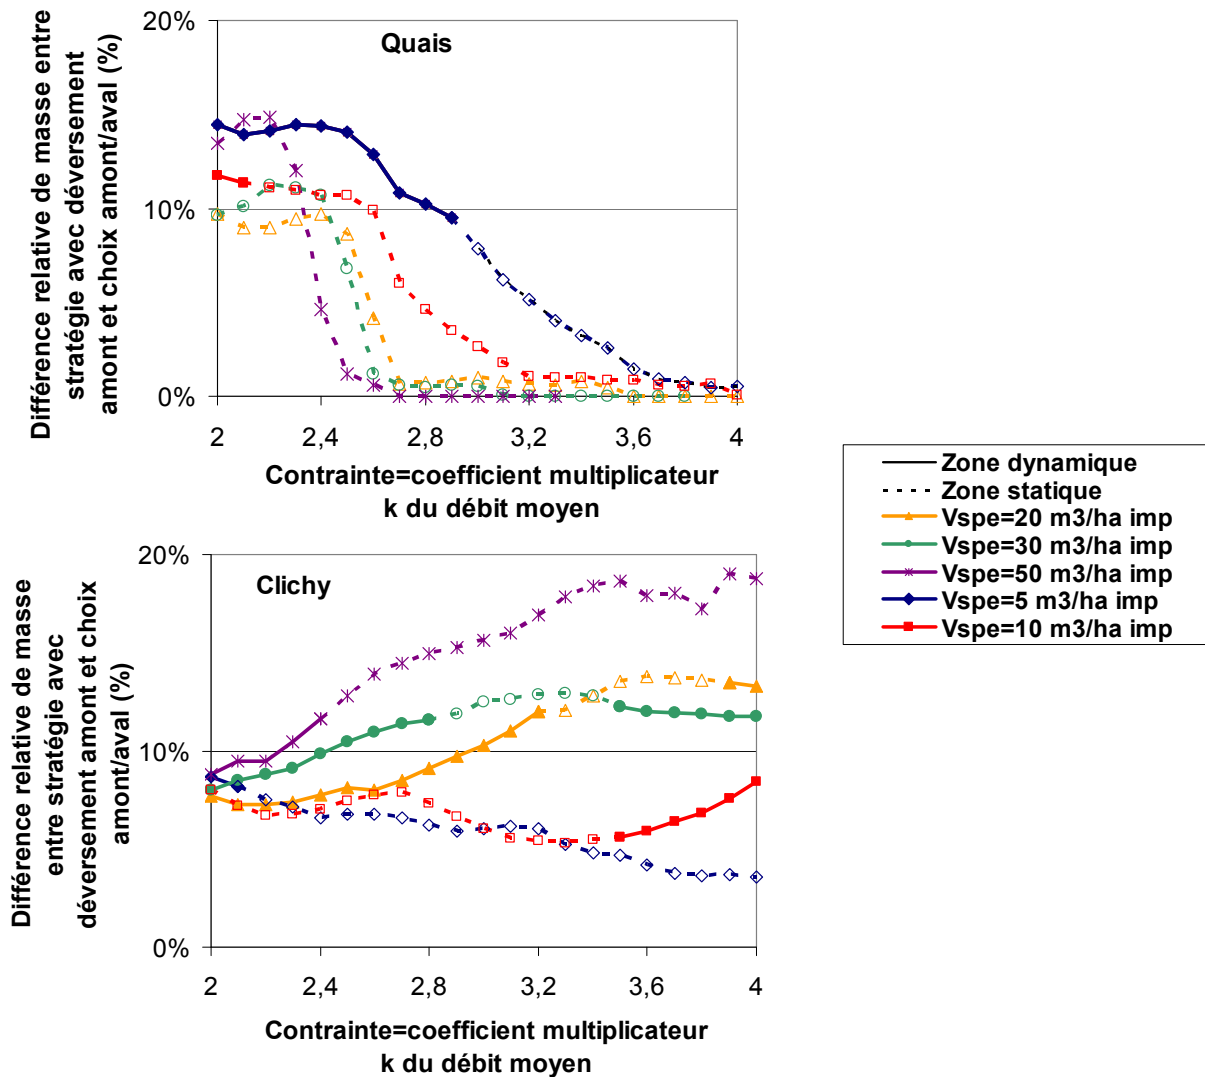 Différence relative de masse entre
stratégie avec déversement
amont et choix amont/aval (%)
20%
10%
0%
Quais
2
2,4
2,8
3,2
3,6
4
Contrainte=coefficient multiplicateur
k du débit moyen
Zone dynamique
Zone statique
Vspe=20 m3/ha imp
Vspe=30 m3/ha imp
Vspe=50 m3/ha imp
Vspe=5 m3/ha imp
Vspe=10 m3/ha imp
Différence relative de masse
entre stratégie avec
déversement amont et choix
amont/aval (%)
20%
10%
0%
Clichy
2
2,4
2,8
3,2
3,6
4
Contrainte=coefficient multiplicateur
k du débit moyen